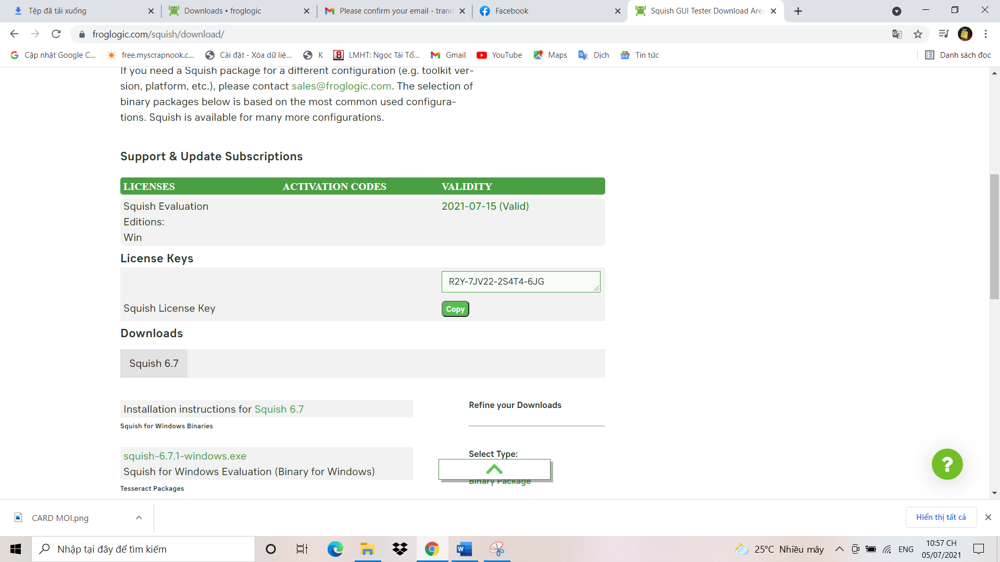 Tệp đã tải xuống
Downloads • froglogic
Please confirm your email - trann
Facebook
Squish GUI Tester Download Area
froglogic.com/squish/download/
Cập nhật Google C...
free.myscrapnook.c...
Cài đặt - Xóa dữ liệ...
K
LMHT: Ngọc Tái Tổ...
Gmail
YouTube
Maps
Dịch
Tin tức
Danh sách đọc
If you need a Squish package for a different configuration (e.g. toolkit ver-
sion, platform, etc.), please contact sales@froglogic.com. The selection of
binary packages below is based on the most common used configura-
tions. Squish is available for many more configurations.
Support & Update Subscriptions
LICENSES ACTIVATION CODES VALIDITY
Squish Evaluation 2021-07-15 (Valid)
Editions:
Win
License Keys
R2Y-7JV22-2S4T4-6JG
Squish License Key
Copy
Downloads
Squish 6.7
Installation instructions for Squish 6.7
Squish for Windows Binaries
Refine your Downloads
squish-6.7.1-windows.exe
Squish for Windows Evaluation (Binary for Windows)
Tesseract Packages
Select Type:
Binary Package
?
CARD MOI.png
Hiển thị tất cả
Nhập tại đây để tìm kiếm
25°C Nhiều mây
ENG
10:57 CH
05/07/2021